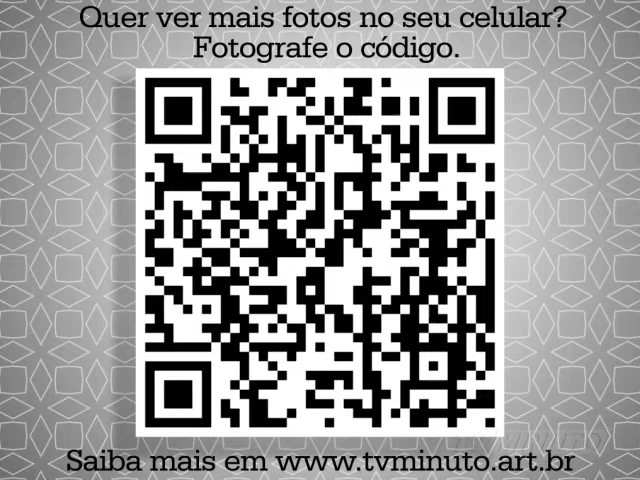 Quer ver mais fotos no seu celular?
Fotografe o código.
Saiba mais em www.tvminuto.art.br